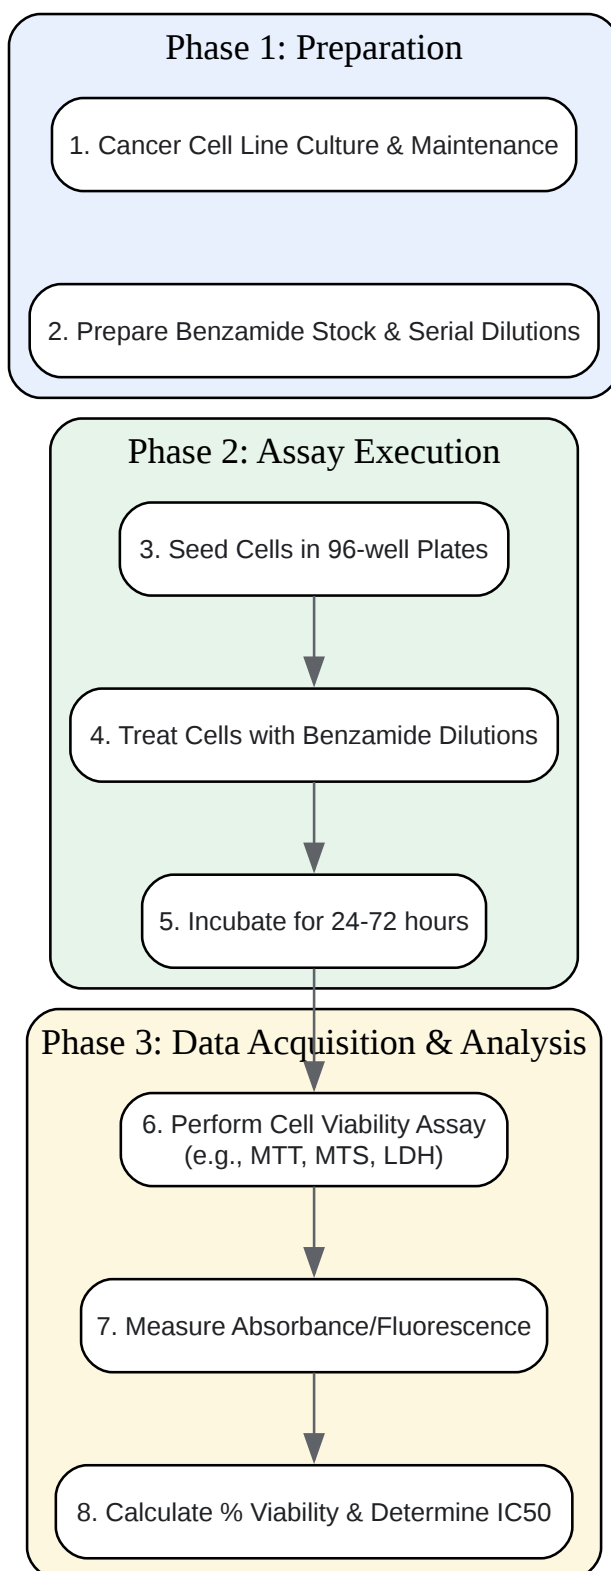 Phase 1: Preparation
1. Cancer Cell Line Culture & Maintenance
2. Prepare Benzamide Stock & Serial Dilutions
Phase 2: Assay Execution
3. Seed Cells in 96-well Plates
4. Treat Cells with Benzamide Dilutions
5. Incubate for 24-72 hours
Phase 3: Data Acquisition & Analysis
6. Perform Cell Viability Assay
(e.g., MTT, MTS, LDH)
7. Measure Absorbance/Fluorescence
8. Calculate % Viability & Determine IC50